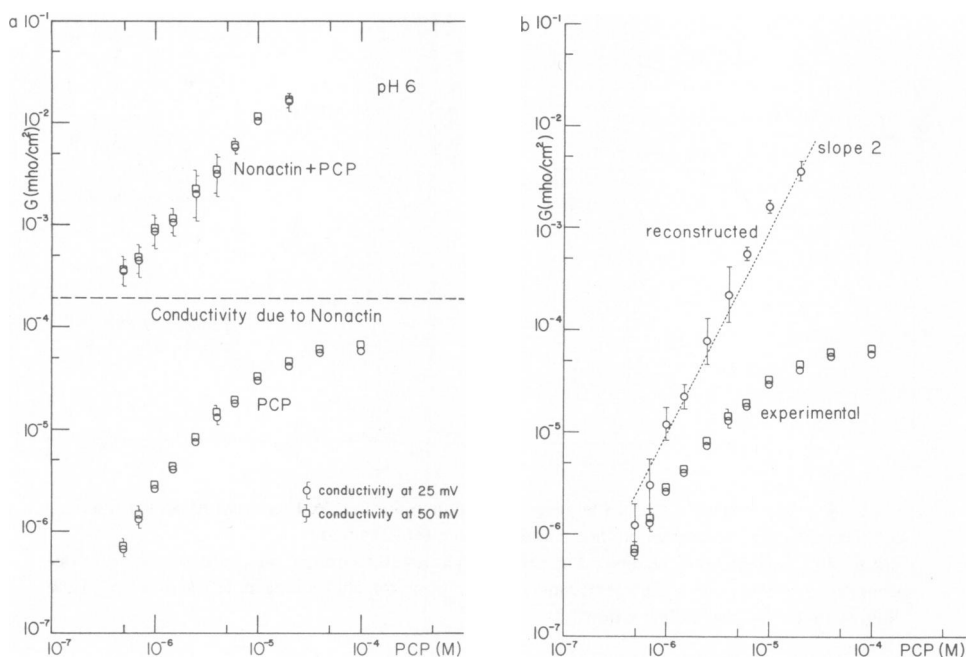 a
10⁻¹
10⁻²
10⁻³
10⁻⁴
10⁻⁵
10⁻⁶
10⁻⁷
G (mho/cm²)
pH 6
Nonactin + PCP
Conductivity due to Nonactin
PCP
conductivity at 25 mV
conductivity at 50 mV
10⁻⁷
10⁻⁶
10⁻⁵
10⁻⁴
PCP (M)
b
10⁻¹
10⁻²
10⁻³
10⁻⁴
10⁻⁵
10⁻⁶
10⁻⁷
G (mho/cm²)
slope 2
reconstructed
experimental
10⁻⁷
10⁻⁶
10⁻⁵
10⁻⁴
PCP (M)